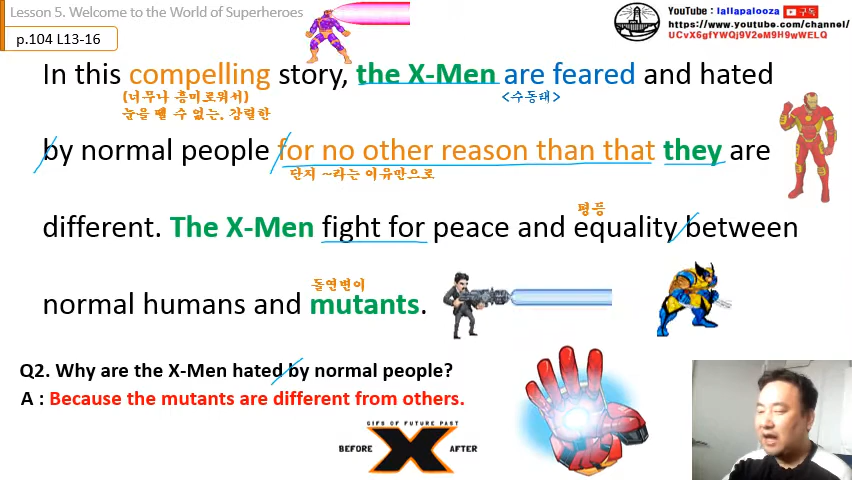 Lesson 5. Welcome to the World of Superheroes
p.104 L13-16
YouTube : lallapalooza 구독
https://www.youtube.com/channel/
UCvX6gfYWQj9V2eM9H9wWELQ
In this compelling story, the X-Men are feared and hated
(너무나 흥미로워서) <수동태>
눈을 뗄 수 없는, 강렬한
by normal people for no other reason than that they are
단지 ~라는 이유만으로
평등
different. The X-Men fight for peace and equality between
돌연변이
normal humans and mutants.
Q2. Why are the X-Men hated by normal people?
A : Because the mutants are different from others.
GIFS OF FUTURE PAST
BEFORE X AFTER